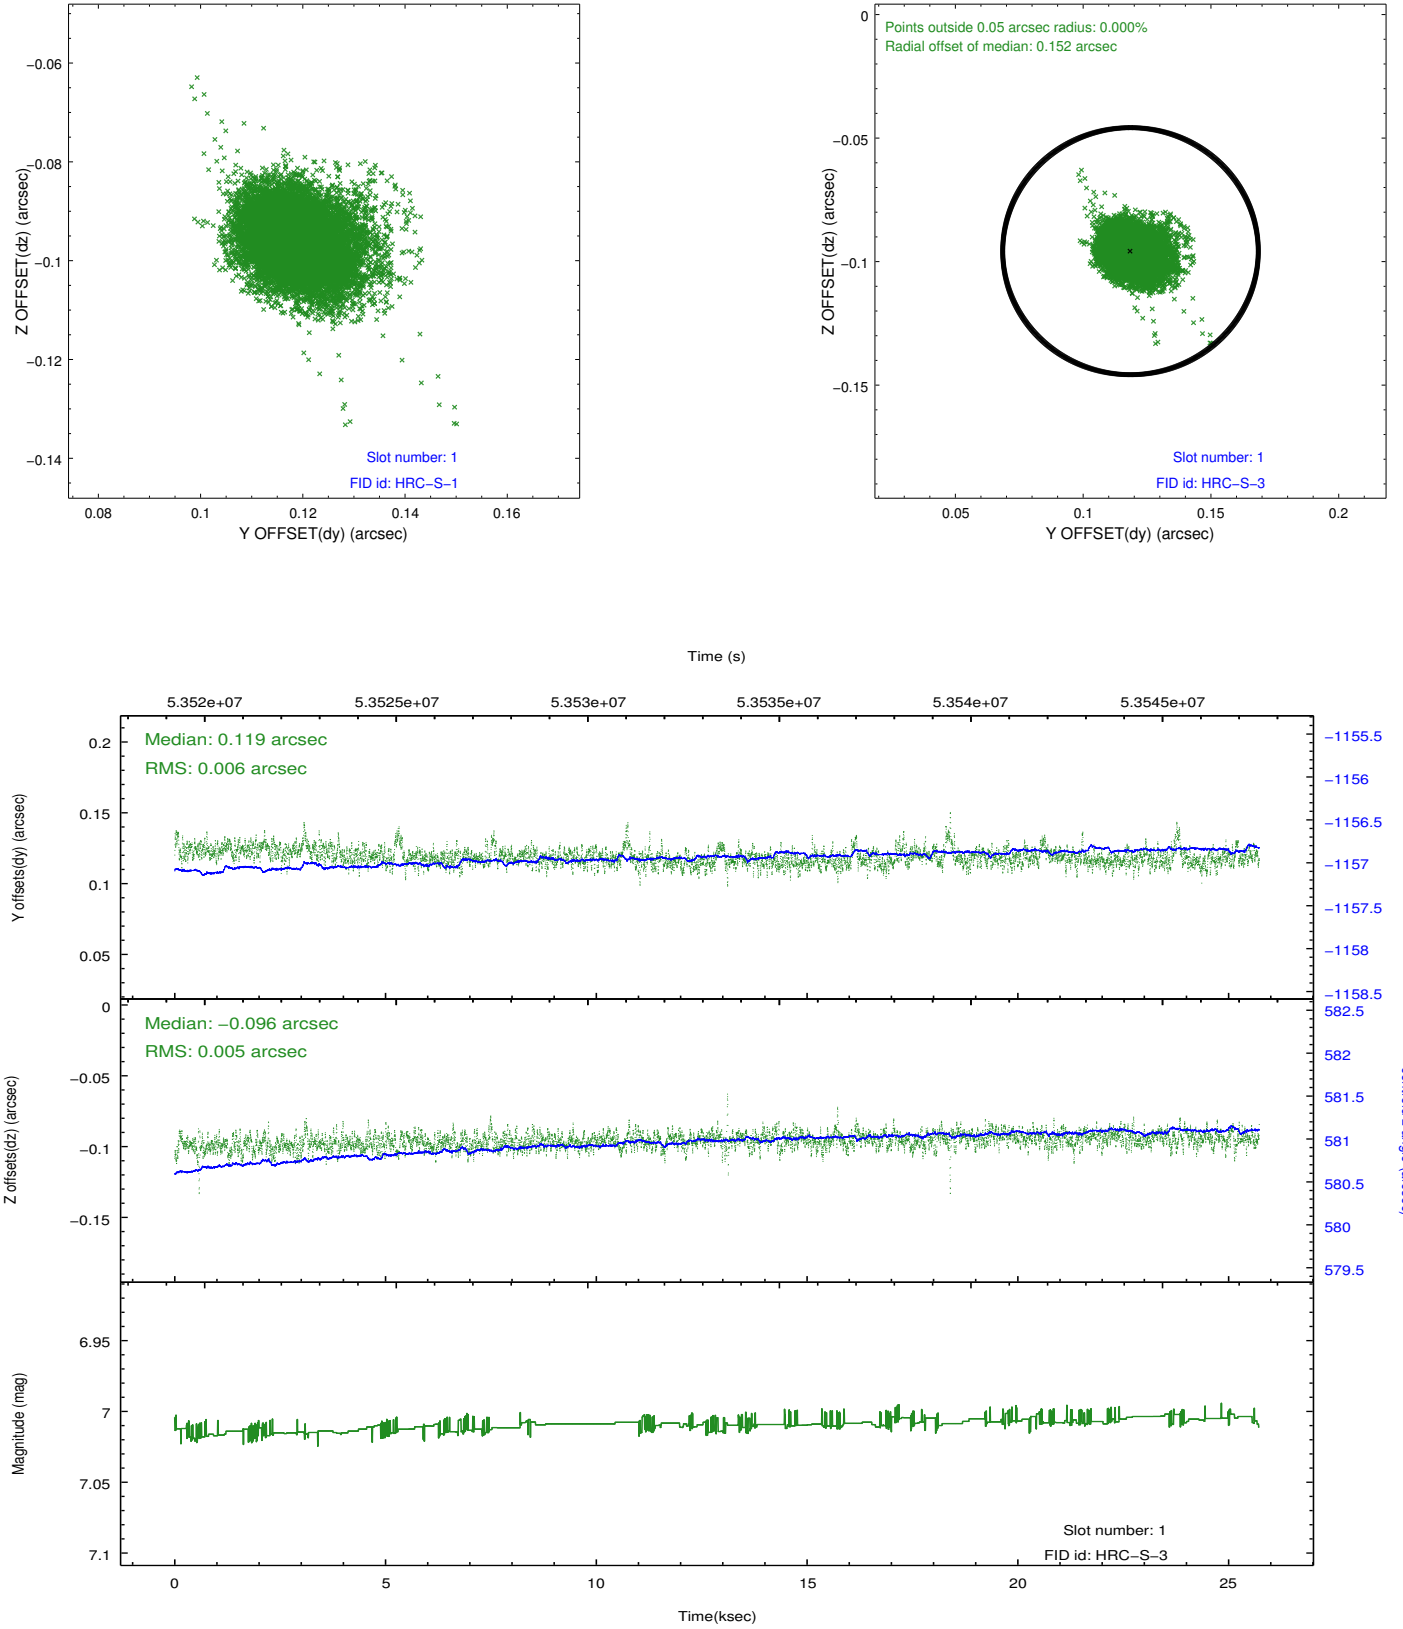 Points outside 0.05 arcsec radius: 0.000%
Radial offset of median: 0.152 arcsec
−0.06
−0.08
−0.1
−0.12
−0.14
Z OFFSET(dz) (arcsec)
0.08 0.1 0.12 0.14 0.16
Y OFFSET(dy) (arcsec)
Slot number: 1
FID id: HRC−S−1
0
−0.05
−0.1
−0.15
Z OFFSET(dz) (arcsec)
0.05 0.1 0.15 0.2
Y OFFSET(dy) (arcsec)
Slot number: 1
FID id: HRC−S−3
Time (s)
5.352e+07 5.3525e+07 5.353e+07 5.3535e+07 5.354e+07 5.3545e+07
Median: 0.119 arcsec
RMS: 0.006 arcsec
0.2
0.15
0.1
0.05
Y offsets(dy) (arcsec)
−1155.5
−1156
−1156.5
−1157
−1157.5
−1158
−1158.5
Median: −0.096 arcsec
RMS: 0.005 arcsec
0
−0.05
−0.1
−0.15
Z offsets(dz) (arcsec)
582.5
582
581.5
581
580.5
580
579.5
6.95
7
7.05
7.1
Magnitude (mag)
Slot number: 1
FID id: HRC−S−3
0 5 10 15 20 25
Time(ksec)